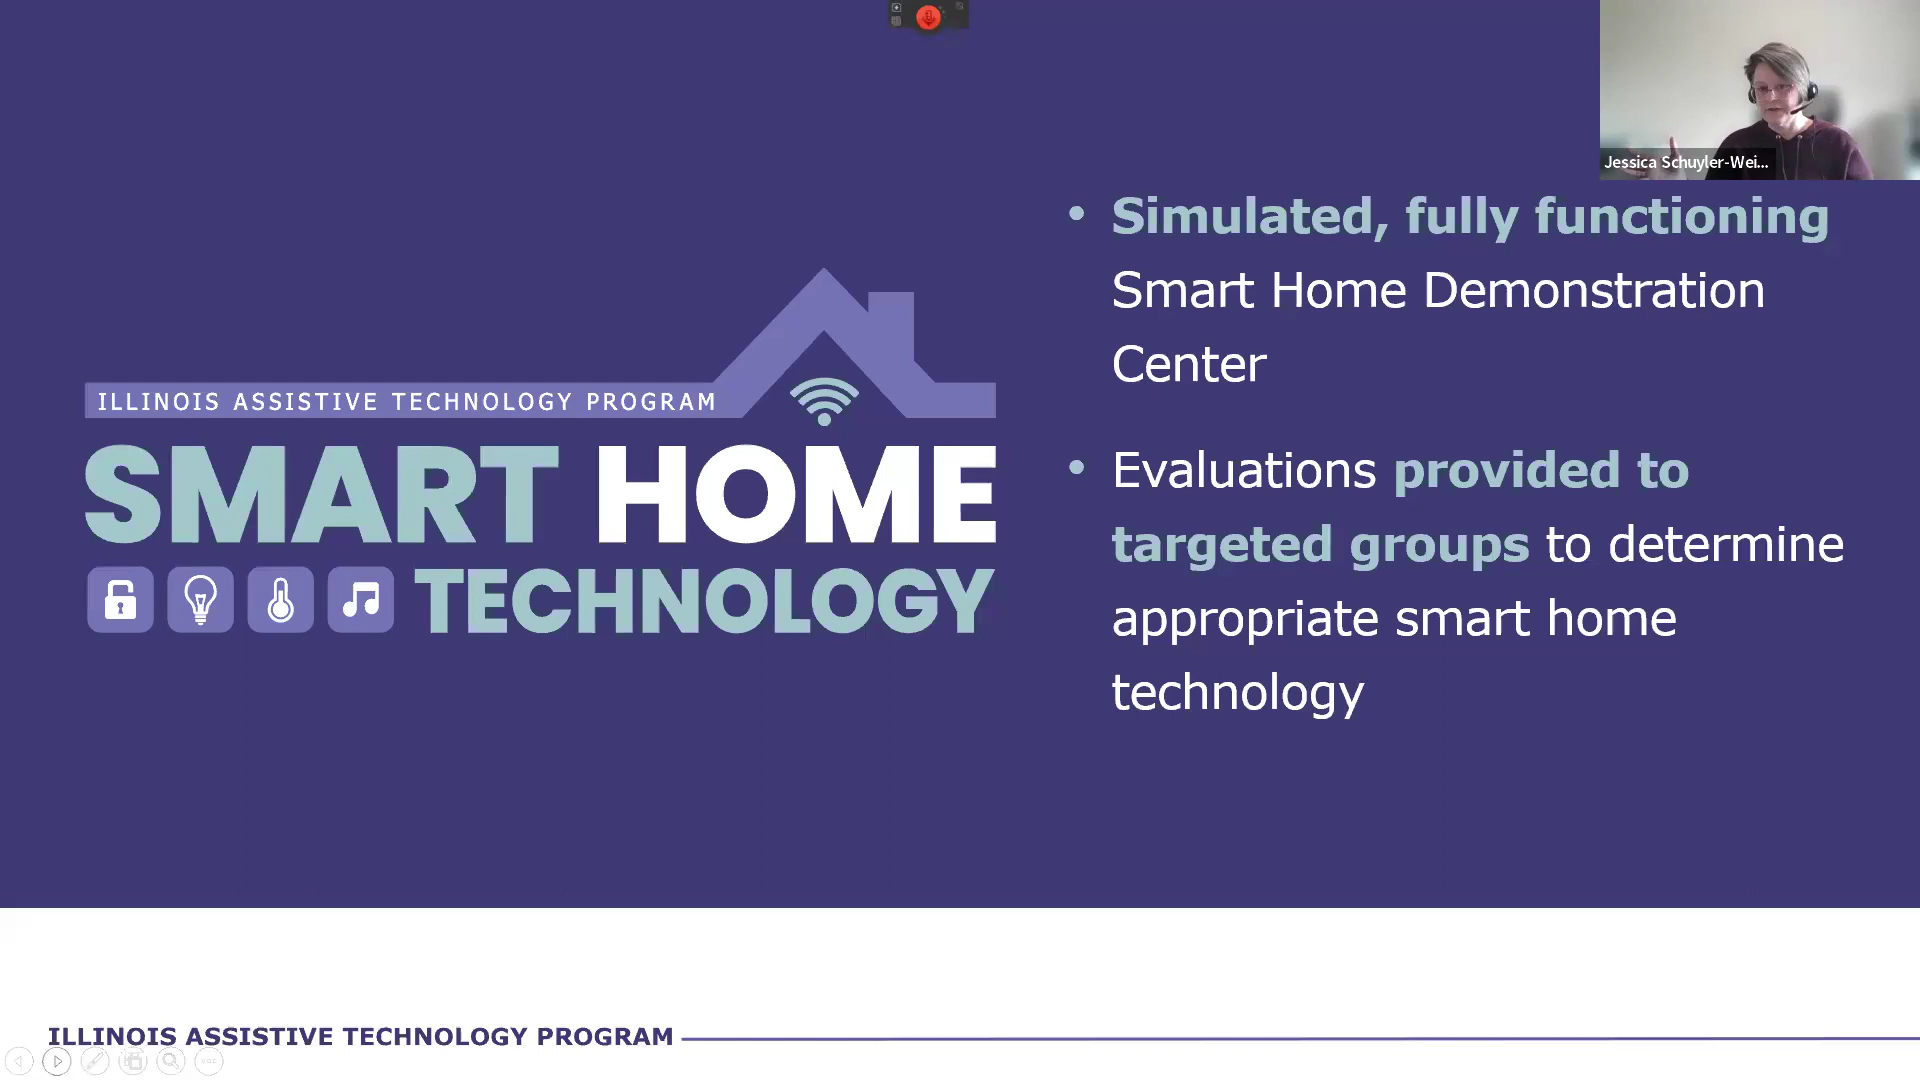 Jessica Schuyler-Wei...
• Simulated, fully functioning
Smart Home Demonstration
Center
• Evaluations provided to
targeted groups to determine
appropriate smart home
technology
ILLINOIS ASSISTIVE TECHNOLOGY PROGRAM
SMART HOME
TECHNOLOGY
ILLINOIS ASSISTIVE TECHNOLOGY PROGRAM